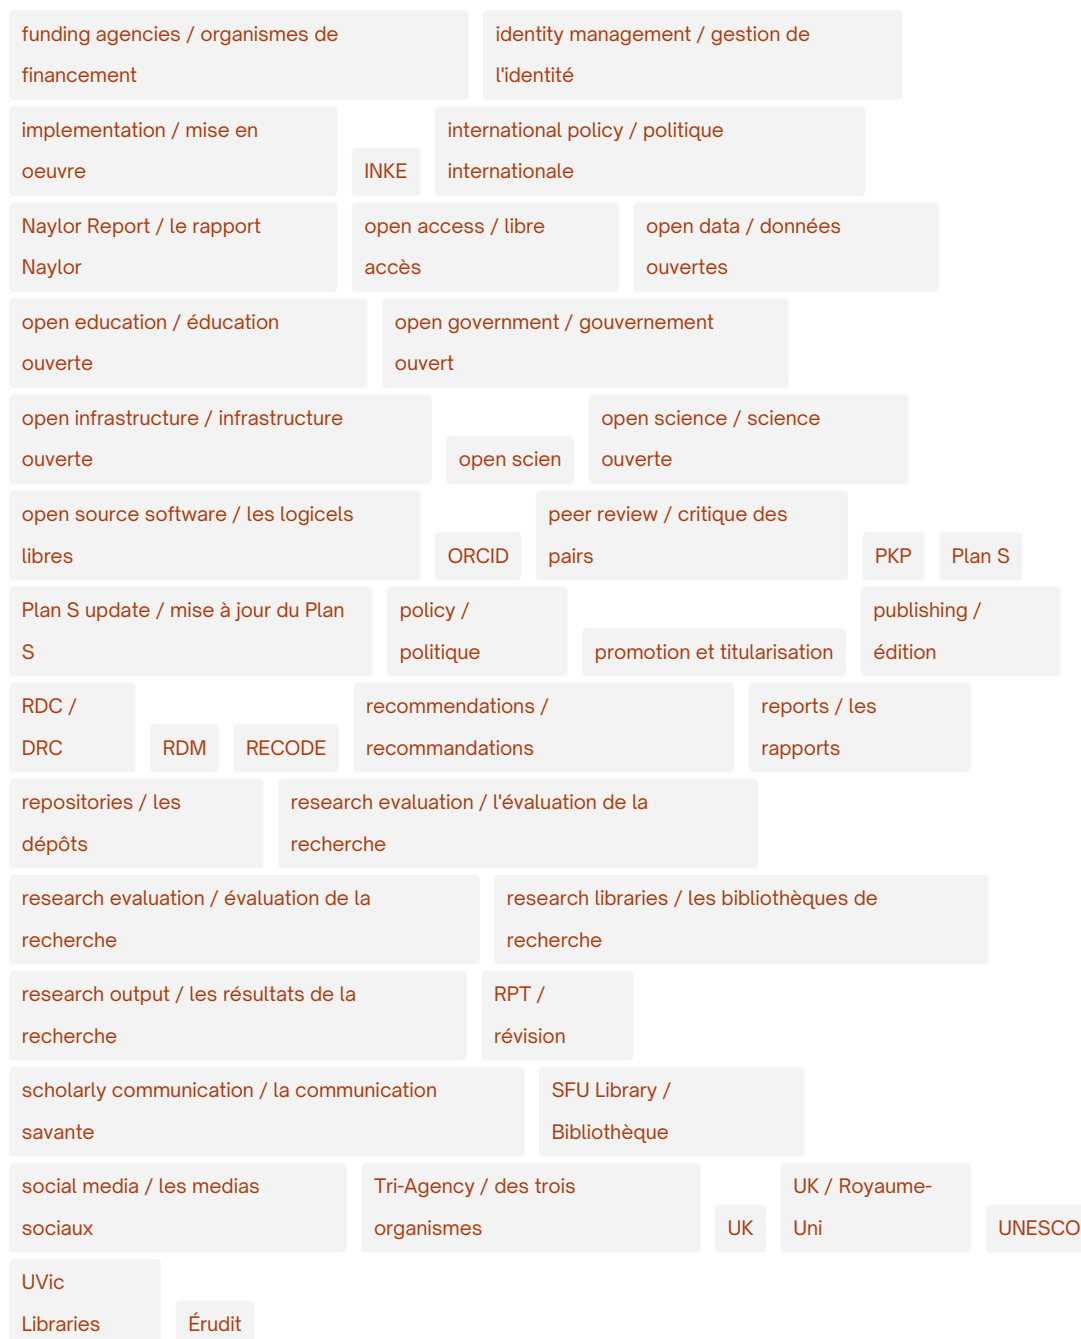 funding agencies / organismes de
financement
identity management / gestion de
l'identité
implementation / mise en
oeuvre
INKE
international policy / politique
internationale
Naylor Report / le rapport
Naylor
open access / libre
accès
open data / données
ouvertes
open education / éducation
ouverte
open government / gouvernement
ouvert
open infrastructure / infrastructure
ouverte
open scien
open science / science
ouverte
open source software / les logicels
libres
ORCID
peer review / critique des
pairs
PKP
Plan S
Plan S update / mise à jour du Plan
S
policy /
politique
promotion et titularisation
publishing /
édition
RDC /
DRC
RDM
RECODE
recommendations /
recommandations
reports / les
rapports
repositories / les
dépôts
research evaluation / l'évaluation de la
recherche
research evaluation / évaluation de la
recherche
research libraries / les bibliothèques de
recherche
research output / les résultats de la
recherche
RPT /
révision
scholarly communication / la communication
savante
SFU Library /
Bibliothèque
social media / les medias
sociaux
Tri-Agency / des trois
organismes
UK
UK / Royaume-
Uni
UNESCO
UVic
Libraries
Érudit